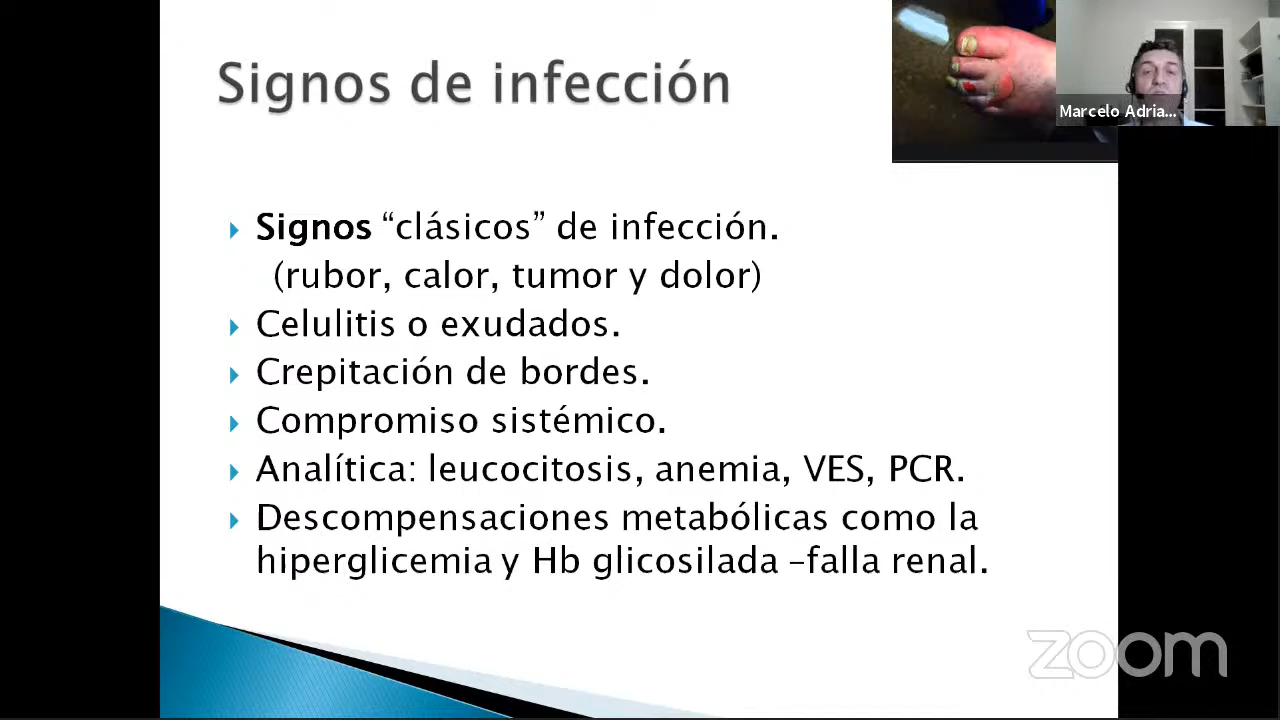 Signos de infección
Marcelo Adria...
Signos “clásicos” de infección.
(rubor, calor, tumor y dolor)
Celulitis o exudados.
Crepitación de bordes.
Compromiso sistémico.
Analítica: leucocitosis, anemia, VES, PCR.
Descompensaciones metabólicas como la
hiperglicemia y Hb glicosilada –falla renal.
zoom